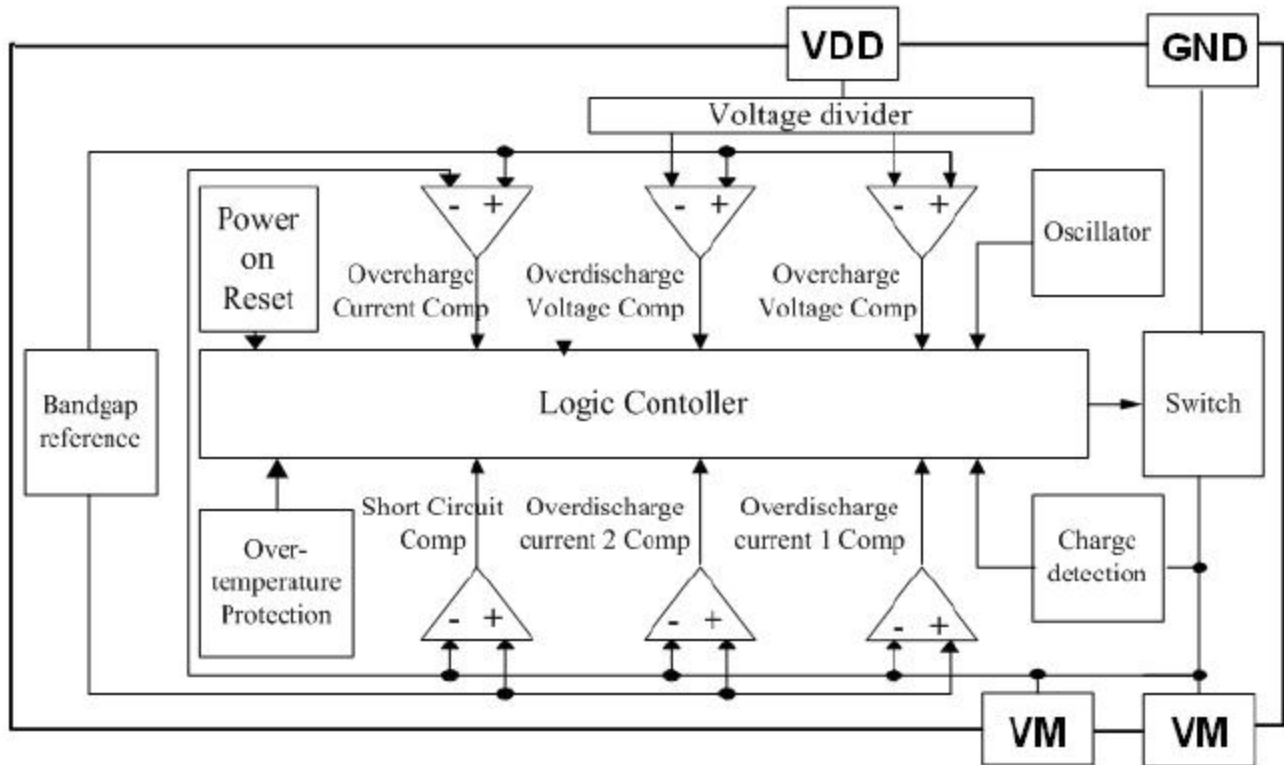 VDD
GND
Voltage divider
- +
- +
- +
Power
on
Reset
Oscillator
Overcharge
Current Comp
Overdischarge
Voltage Comp
Overcharge
Voltage Comp
Bandgap
reference
Logic Contoller
Switch
Short Circuit
Comp
Overdischarge
current 2 Comp
Overdischarge
current 1 Comp
Over-
temperature
Protection
Charge
detection
- +
- +
- +
VM
VM